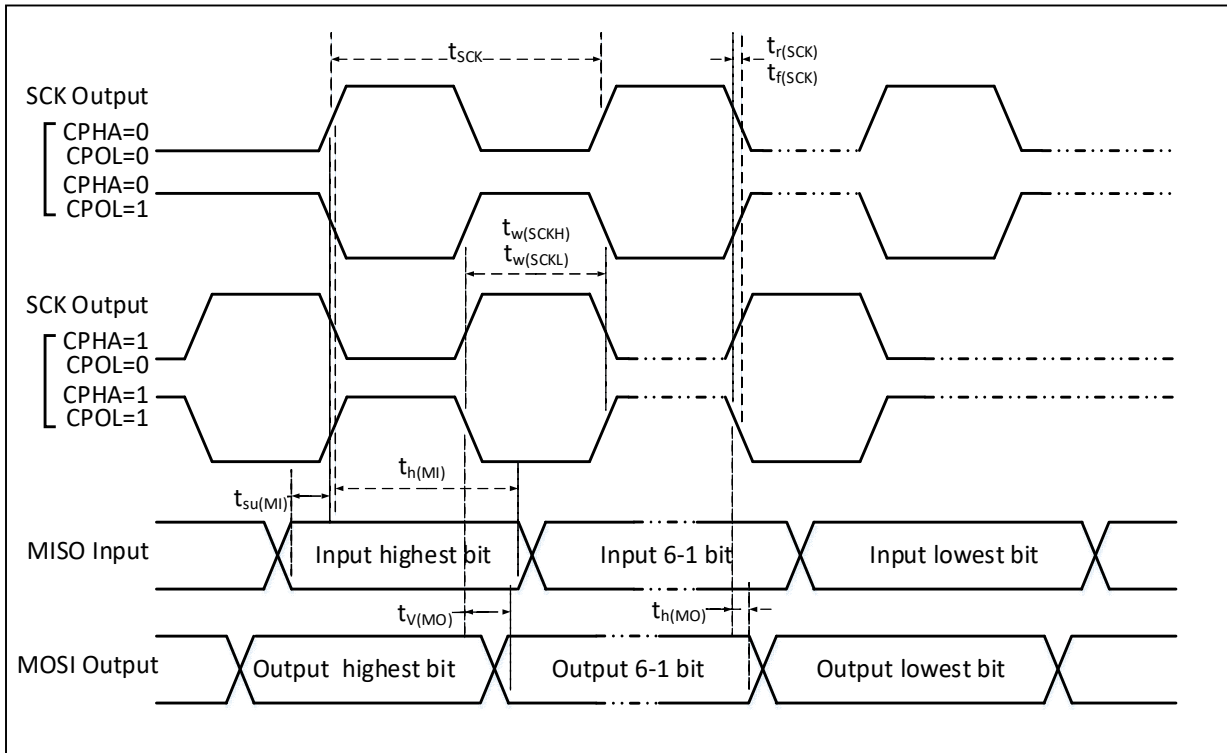 tSCK
tr(SCK)
tf(SCK)
SCK Output
CPHA=0
CPOL=0
CPHA=0
CPOL=1
tw(SCKH)
tw(SCKL)
SCK Output
CPHA=1
CPOL=0
CPHA=1
CPOL=1
th(MI)
tsu(MI)
MISO Input
Input highest bit
Input 6-1 bit
Input lowest bit
tV(MO)
th(MO)
MOSI Output
Output highest bit
Output 6-1 bit
Output lowest bit